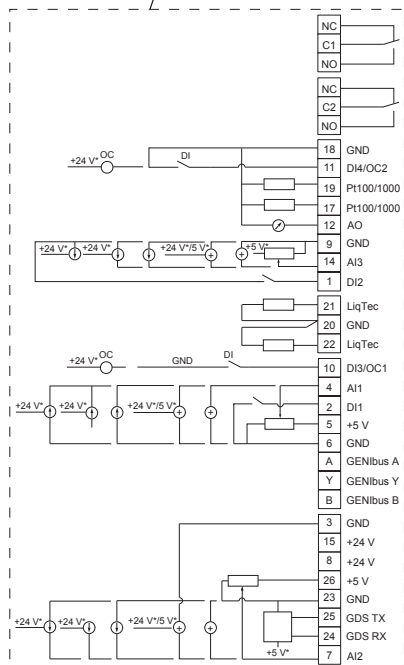 NC
C1
NO
NC
C2
NO
18 GND
+24 V* OC DI 11 DI4/OC2
19 Pt100/1000
17 Pt100/1000
12 AO
9 GND
+24 V* +24 V* +24 V*/5 V* +5 V*
14 AI3
1 DI2
21 LiqTec
20 GND
22 LiqTec
+24 V* OC GND DI 10 DI3/OC1
4 AI1
+24 V* +24 V* +24 V*/5 V* 2 DI1
5 +5 V
6 GND
A GENIbus A
Y GENIbus Y
B GENIbus B
3 GND
15 +24 V
8 +24 V
26 +5 V
23 GND
25 GDS TX
+24 V* +24 V* +24 V*/5 V* 24 GDS RX
+5 V* 7 AI2